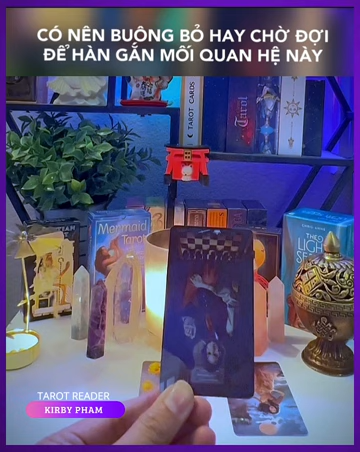 CÓ NÊN BUÔNG BỎ HAY CHỜ ĐỢI
ĐỂ HÀN GẮN MỐI QUAN HỆ NÀY
TAROT CARDS
Tarot
Mermaid
Tarot
THE
LIGHT
SEER
TAROT READER
KIRBY PHAM